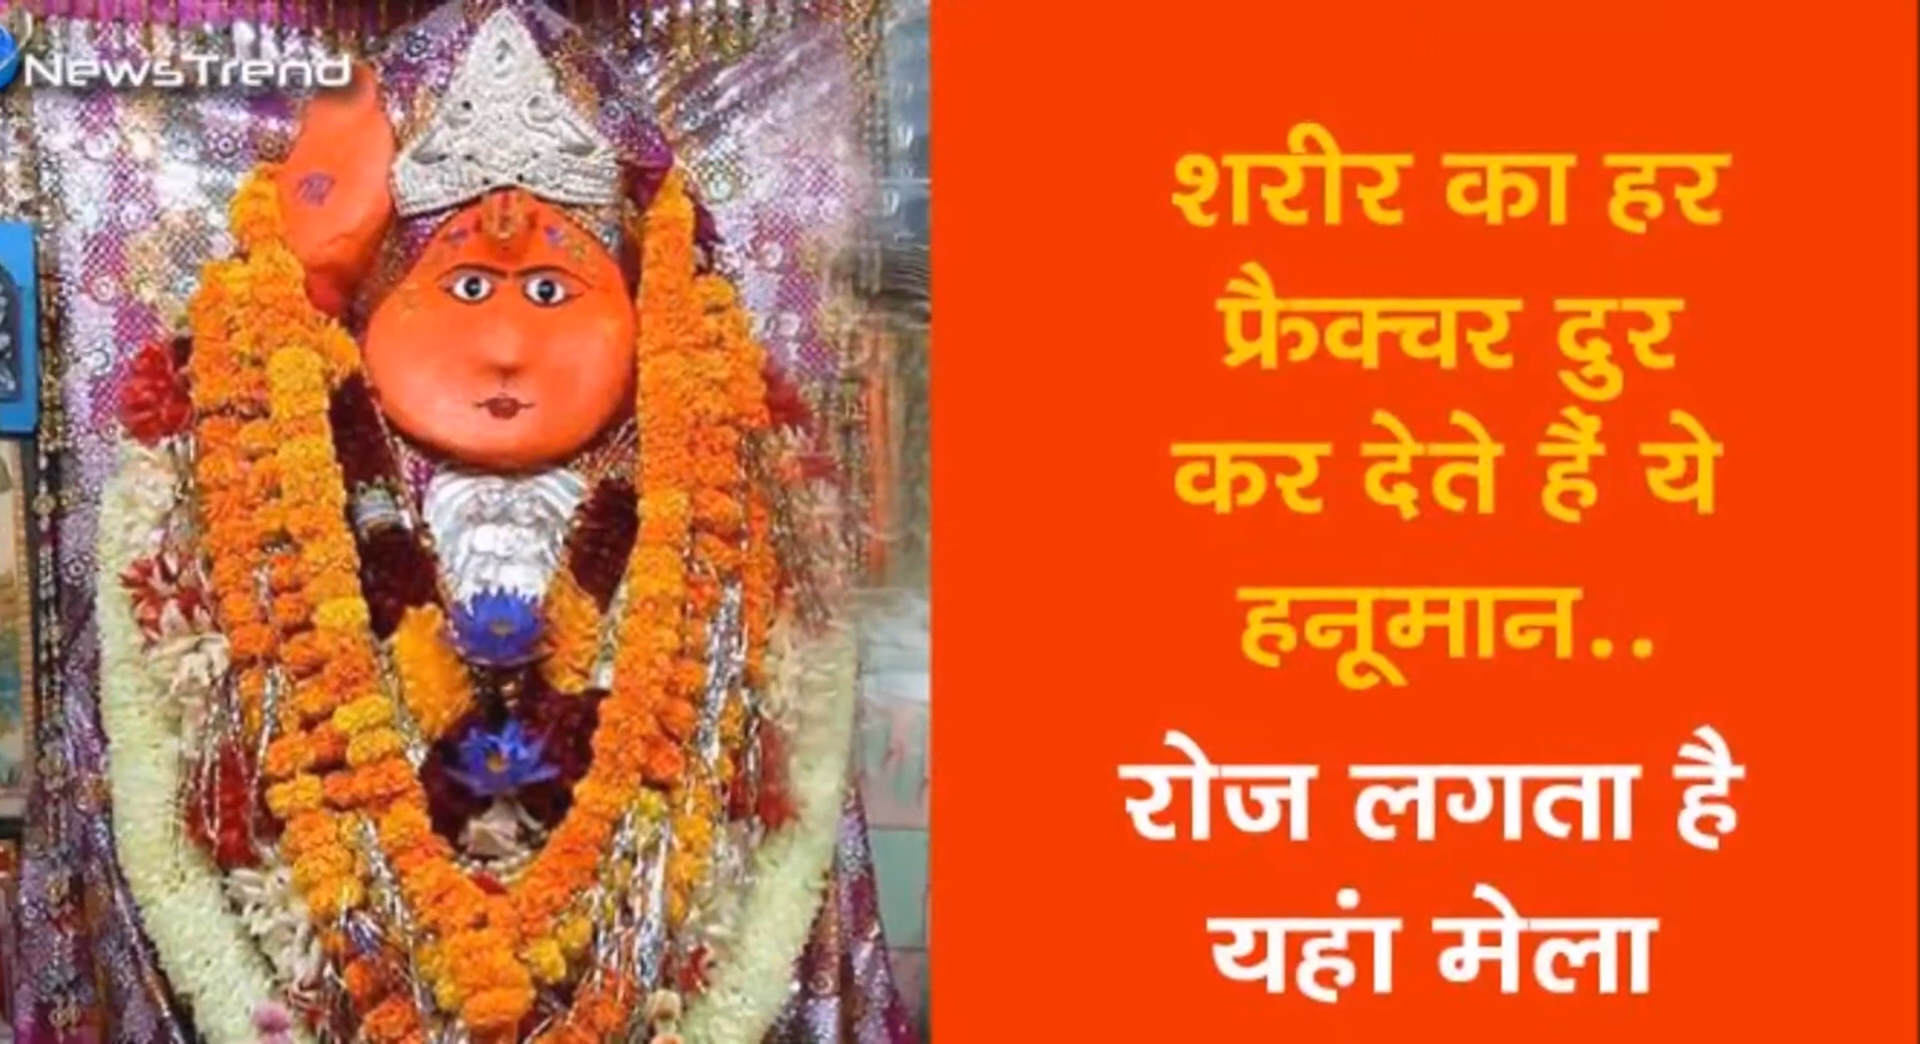 NewsTrend
शरीर का हर
फ्रैक्चर दुर
कर देते हैं ये
हनूमान..
रोज लगता है
यहां मेला